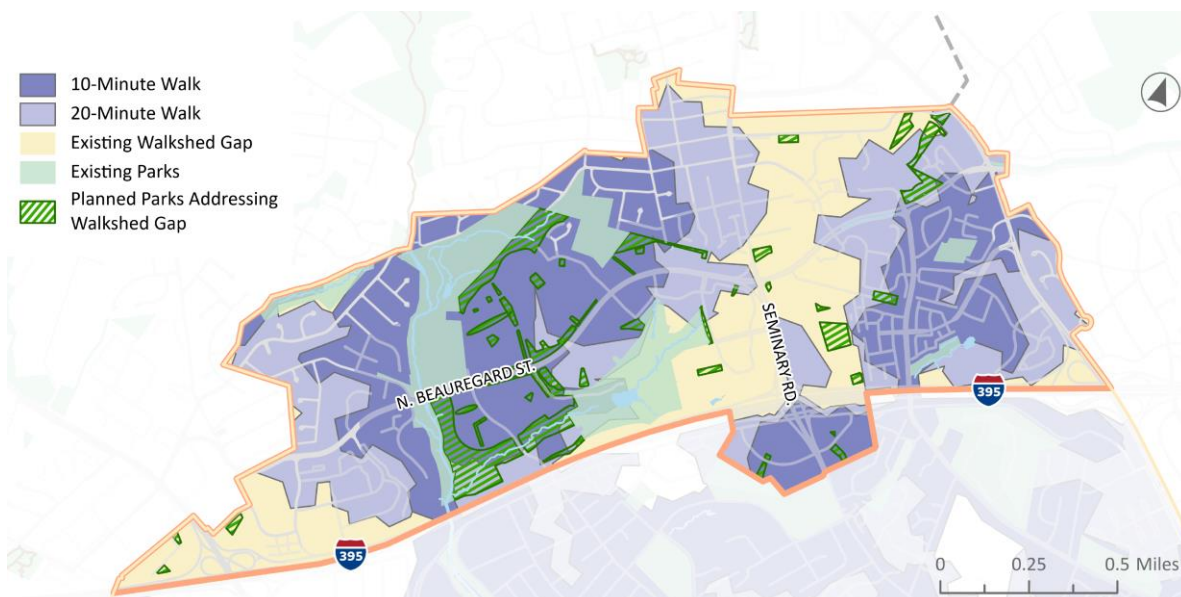 10-Minute Walk
20-Minute Walk
Existing Walkshed Gap
Existing Parks
Planned Parks Addressing
Walkshed Gap
N. BEAUREGARD ST.
SEMINARY RD.
395
395
0 0.25 0.5 Miles